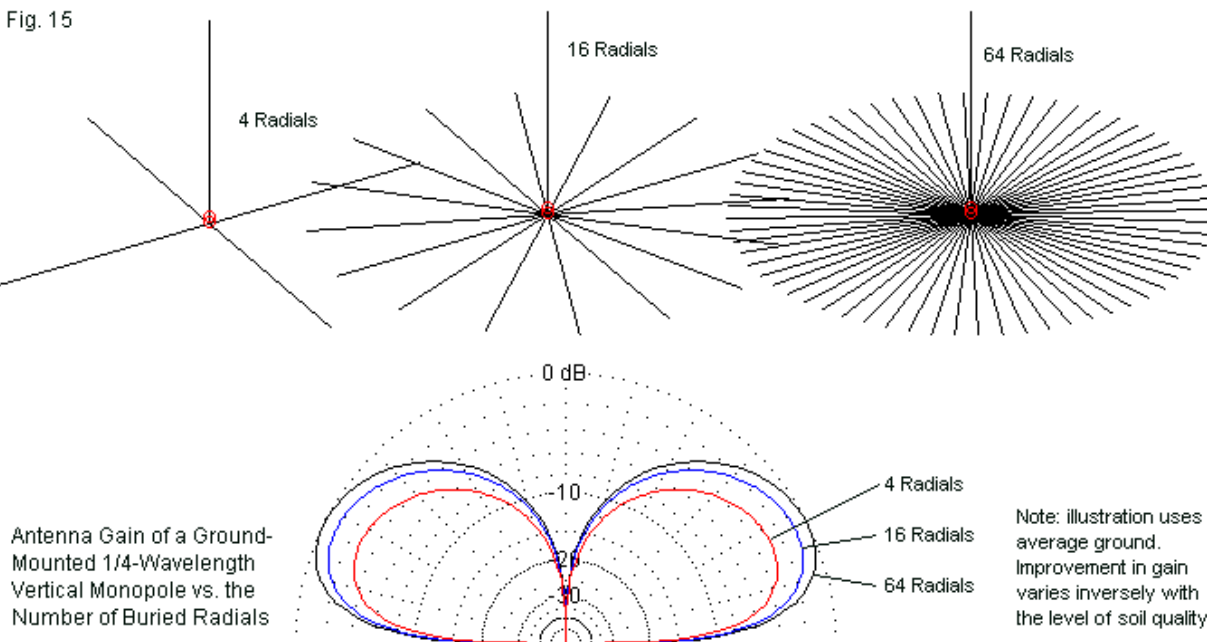 Fig. 15
4 Radials
16 Radials
64 Radials
0 dB
-10
-20
-30
4 Radials
16 Radials
64 Radials
Antenna Gain of a Ground-
Mounted 1/4-Wavelength
Vertical Monopole vs. the
Number of Buried Radials
Note: illustration uses
average ground.
Improvement in gain
varies inversely with
the level of soil quality